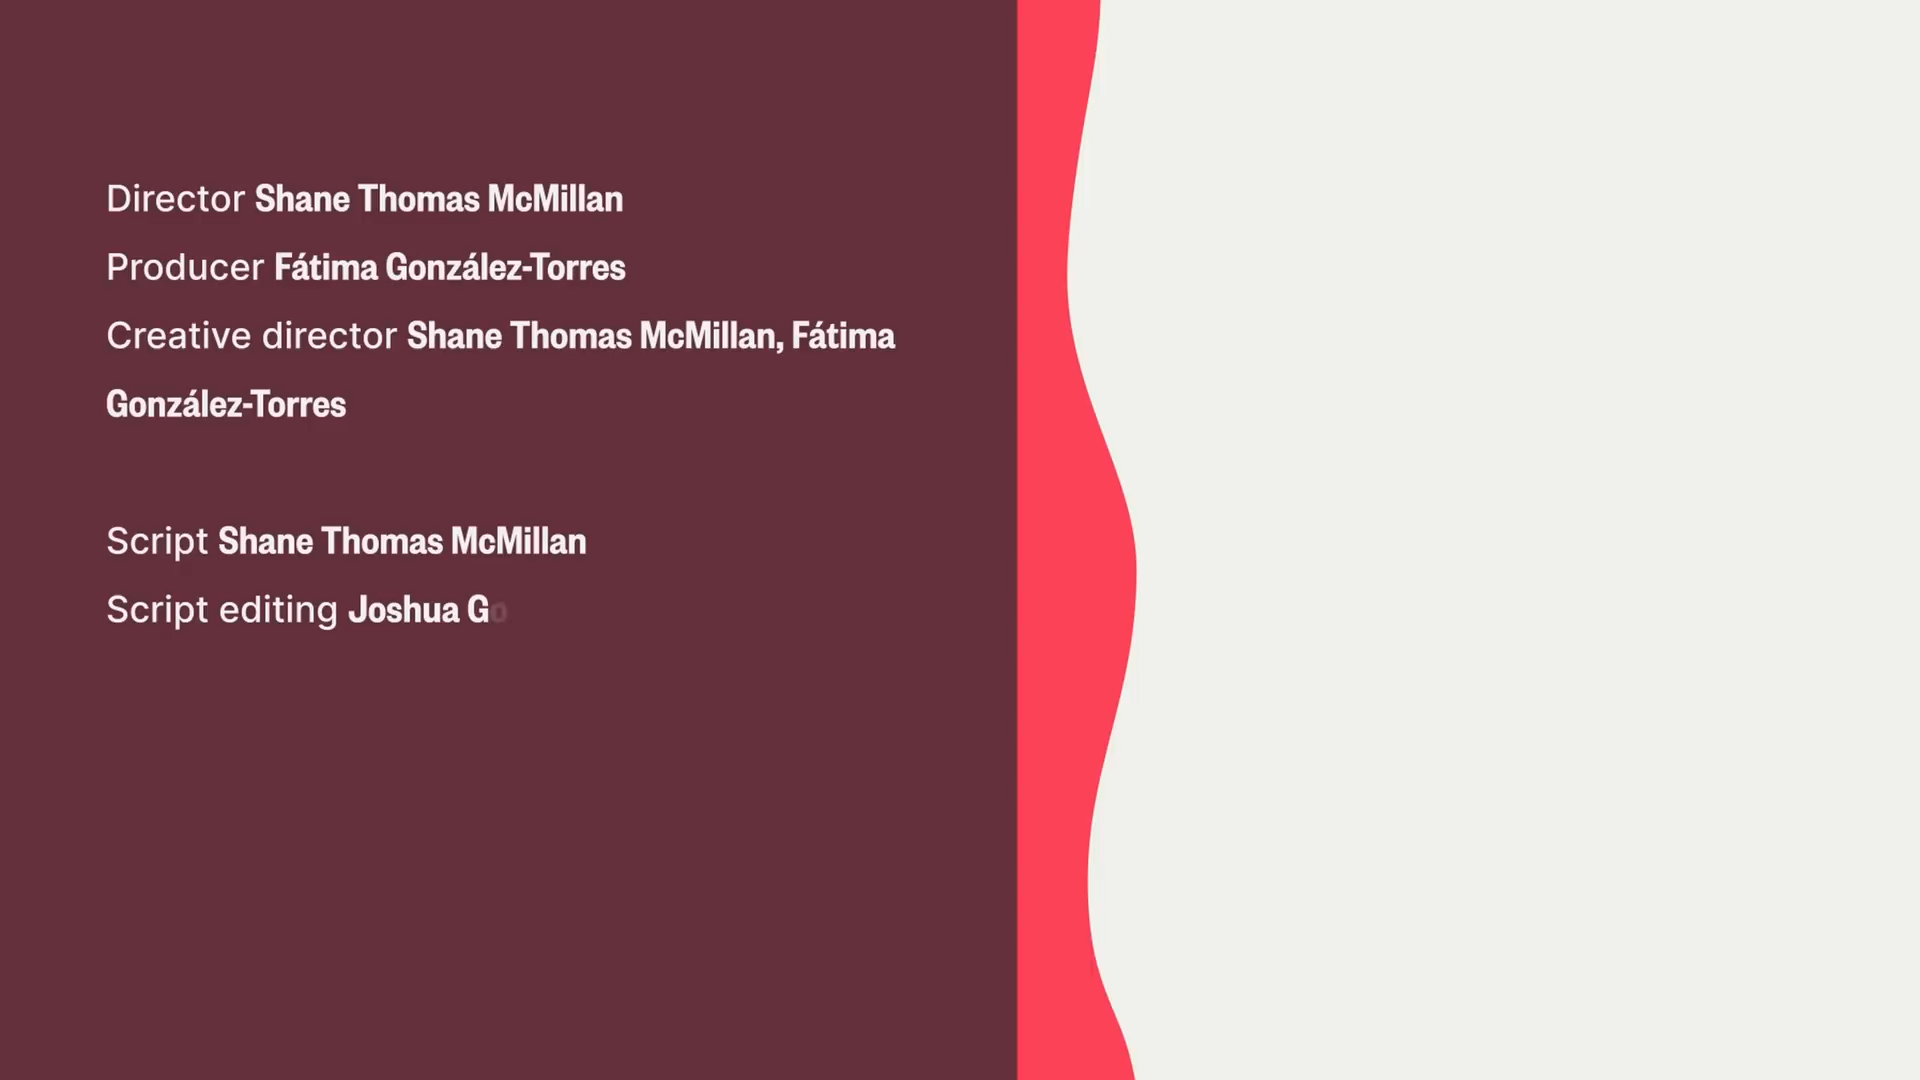 Director Shane Thomas McMillan
Producer Fátima González-Torres
Creative director Shane Thomas McMillan, Fátima
González-Torres
Script Shane Thomas McMillan
Script editing Joshua Go